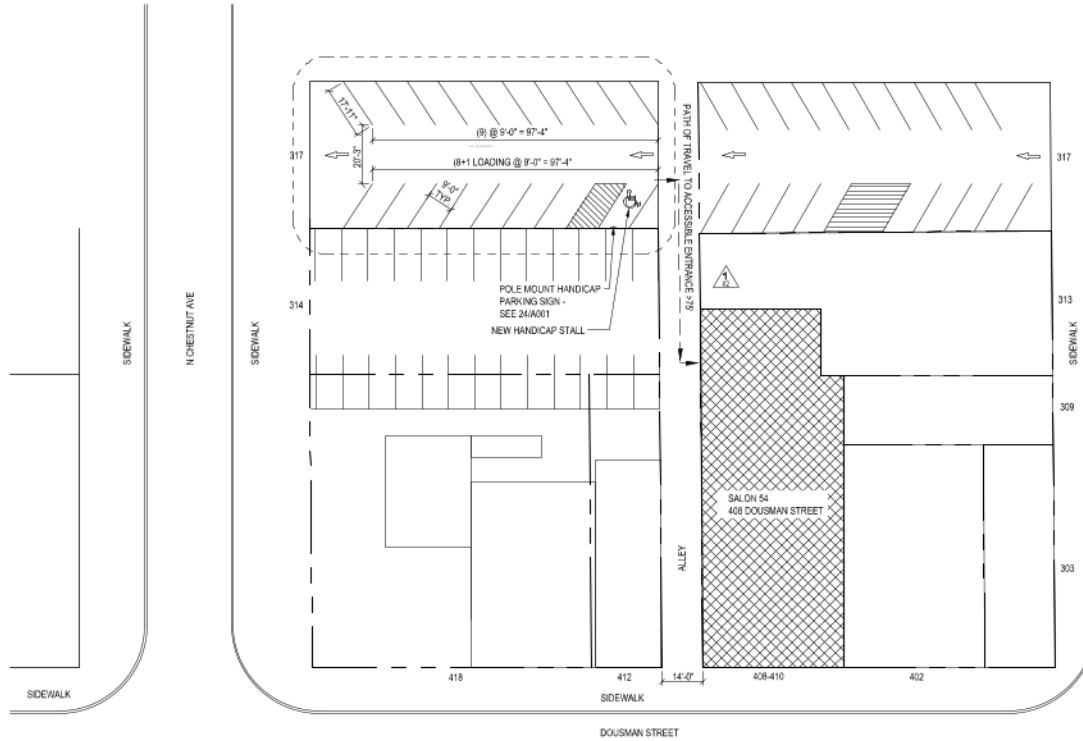 17'-11"
(9) @ 9'-0" = 97'-4"
20'-3"
317
(8+1 LOADING @ 9'-0" = 97'-4"
317
9'-0"
TYP
PATH OF TRAVEL TO ACCESSIBLE ENTRANCE >75'
POLE MOUNT HANDICAP
PARKING SIGN -
SEE 24/A001
NEW HANDICAP STALL
314
313
SIDEWALK
N CHESTNUT AVE
SIDEWALK
SIDEWALK
309
SALON 54
408 DOUSMAN STREET
ALLEY
303
418
412
14'-0"
408-410
402
SIDEWALK
SIDEWALK
DOUSMAN STREET